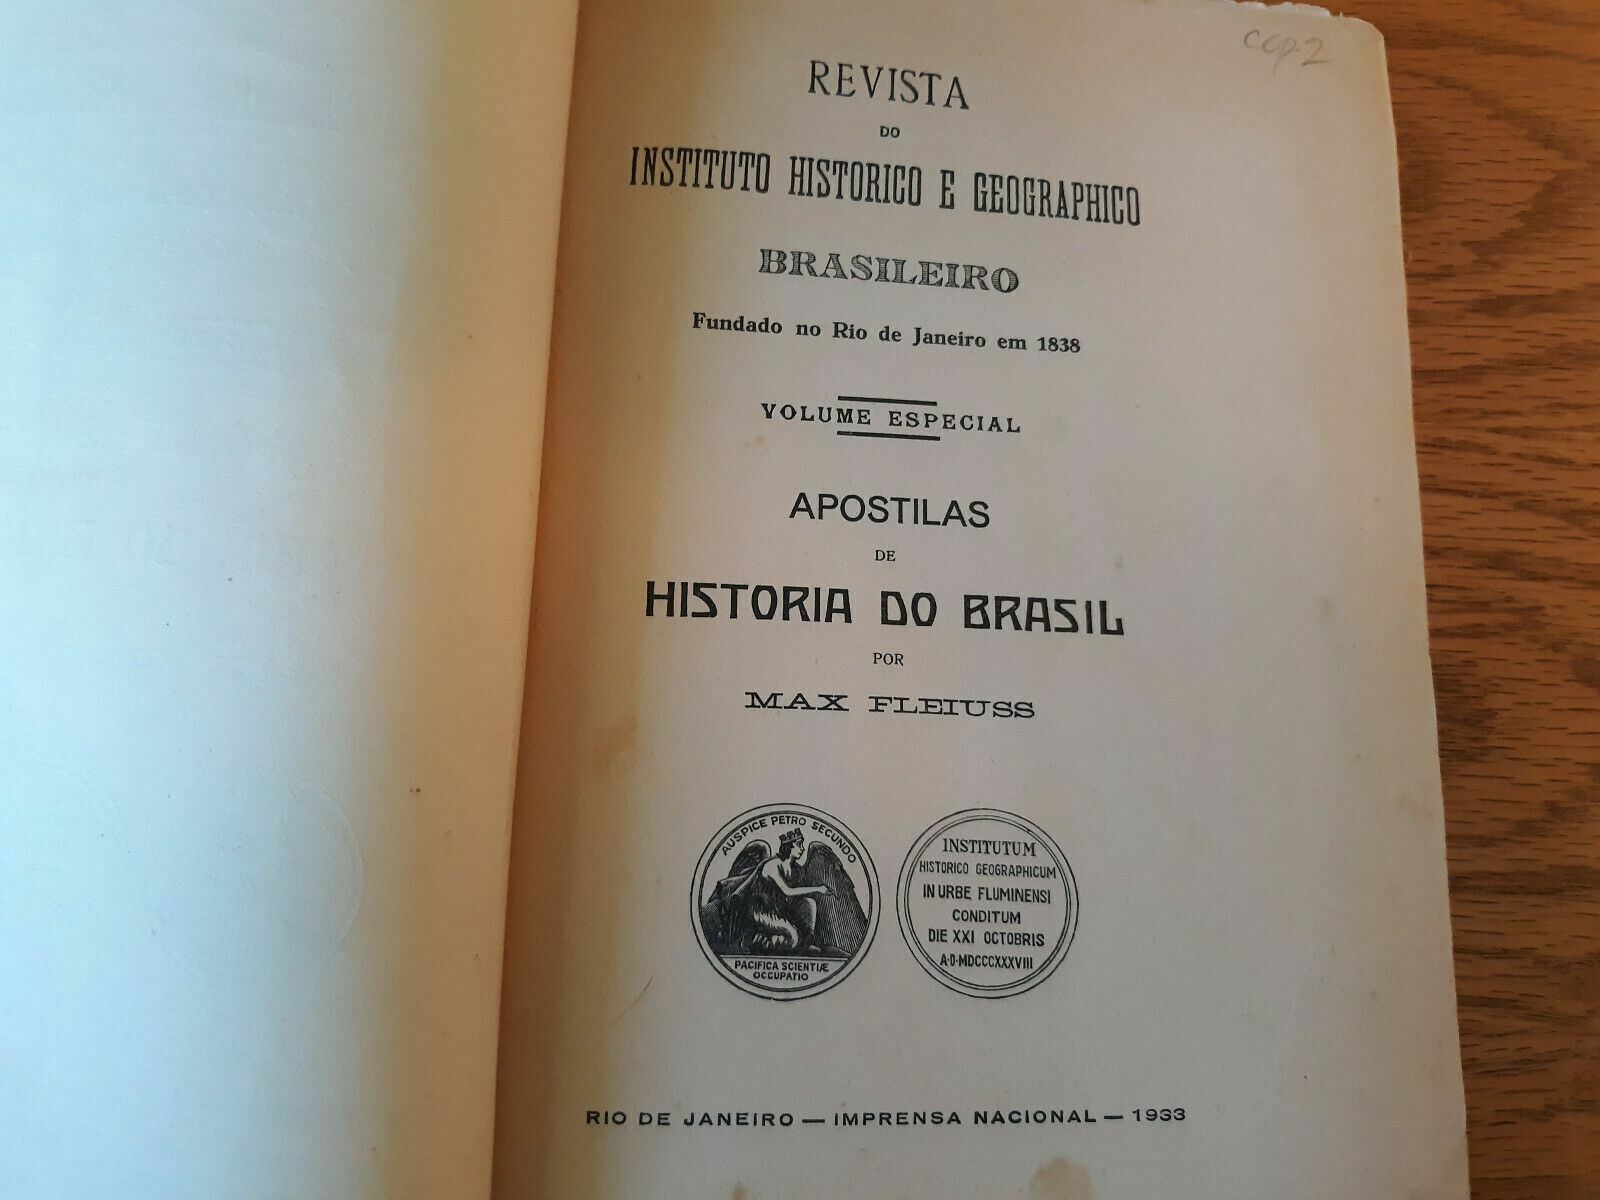 cop. 2
REVISTA
DO
INSTITUTO HISTORICO E GEOGRAPHICO
BRASILEIRO
Fundado no Rio de Janeiro em 1838
VOLUME ESPECIAL
APOSTILAS
DE
HISTORIA DO BRASIL
POR
MAX FLEIUSS
AUSPICE PETRO SECUNDO
PACIFICA SCIENTIÆ
OCCUPATIO
INSTITUTUM
HISTORICO GEOGRAPHICUM
IN URBE FLUMINENSI
CONDITUM
DIE XXI OCTOBRIS
A·D·MDCCCXXXVIII
RIO DE JANEIRO — IMPRENSA NACIONAL — 1933